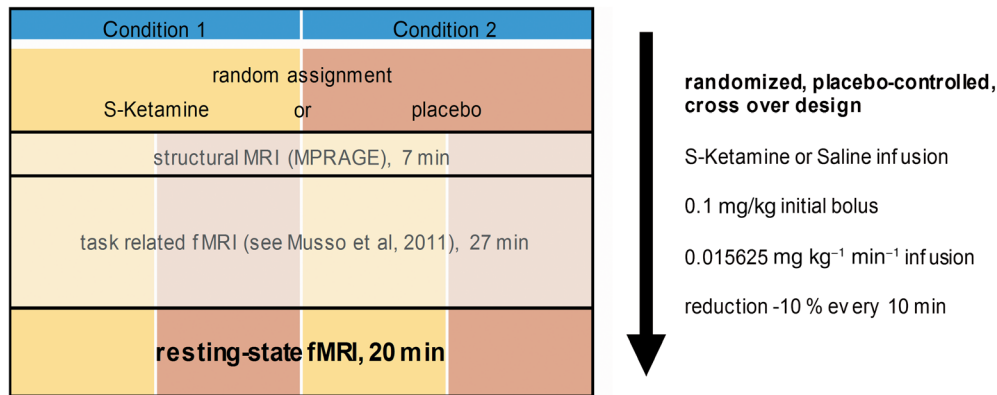 Condition 1 Condition 2
random assignment
S-Ketamine or placebo
structural MRI (MPRAGE), 7 min
task related fMRI (see Musso et al, 2011), 27 min
resting-state fMRI, 20 min
randomized, placebo-controlled,
cross over design
S-Ketamine or Saline infusion
0.1 mg/kg initial bolus
0.015625 mg kg⁻¹ min⁻¹ infusion
reduction -10 % every 10 min